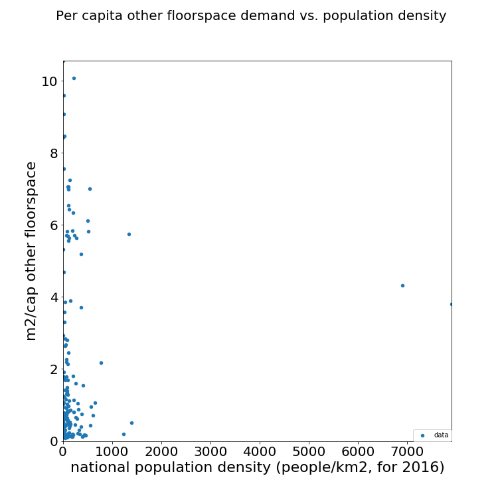 Per capita other floorspace demand vs. population density
10
8
6
4
2
0
m2/cap other floorspace
0 1000 2000 3000 4000 5000 6000 7000
data
national population density (people/km2, for 2016)